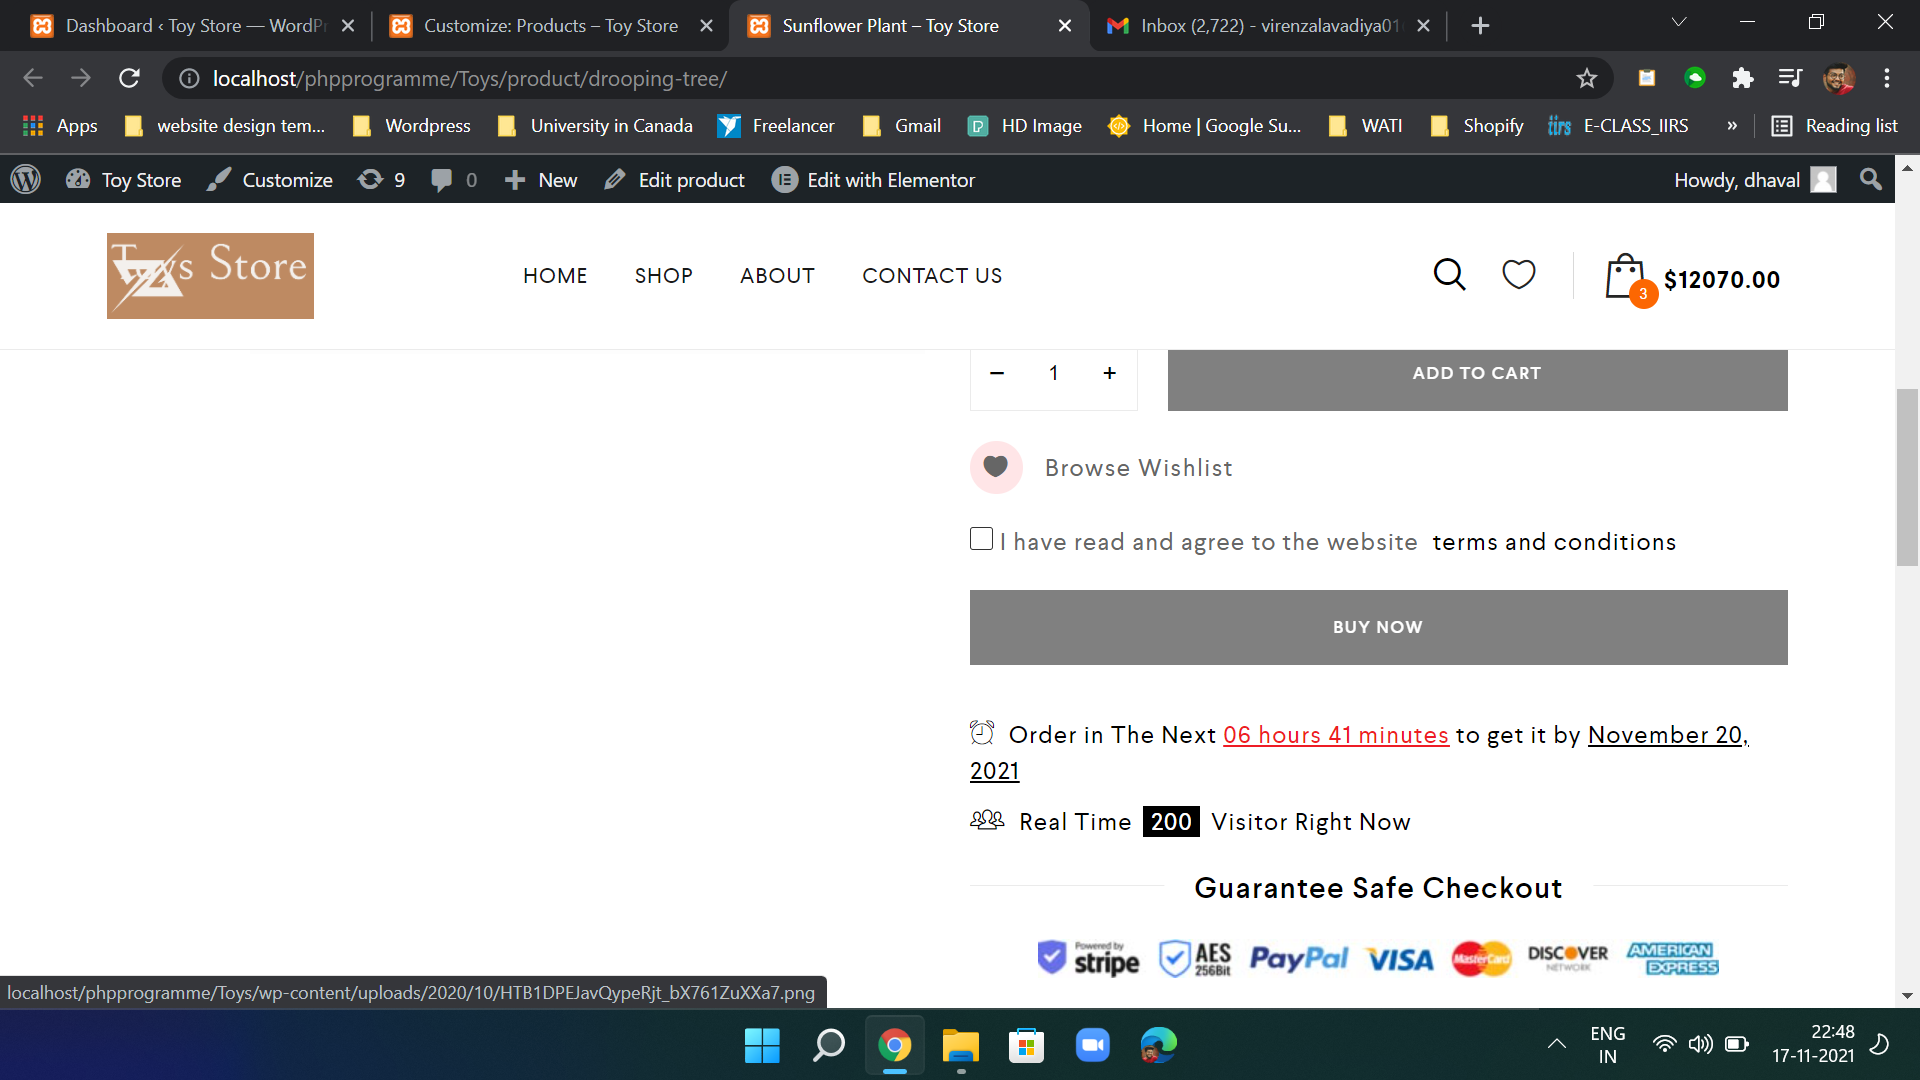 Dashboard ‹ Toy Store — WordPr
Customize: Products – Toy Store
Sunflower Plant – Toy Store
Inbox (2,722) - virenzalavadiya01
localhost/phpprogramme/Toys/product/drooping-tree/
Apps
website design tem...
Wordpress
University in Canada
Freelancer
Gmail
HD Image
Home | Google Su...
WATI
Shopify
E-CLASS_IIRS
»
Reading list
Toy Store
Customize
9
0
New
Edit product
Edit with Elementor
Howdy, dhaval
Toys Store
HOME
SHOP
ABOUT
CONTACT US
3
$12070.00
− 1 +
ADD TO CART
Browse Wishlist
I have read and agree to the website terms and conditions
BUY NOW
Order in The Next 06 hours 41 minutes to get it by November 20,
2021
Real Time 200 Visitor Right Now
Guarantee Safe Checkout
Powered by stripe
AES 256Bit
PayPal
VISA
MasterCard
DISCOVER NETWORK
AMERICAN EXPRESS
localhost/phpprogramme/Toys/wp-content/uploads/2020/10/HTB1DPEJavQypeRjt_bX761ZuXXa7.png
ENG
IN
22:48
17-11-2021